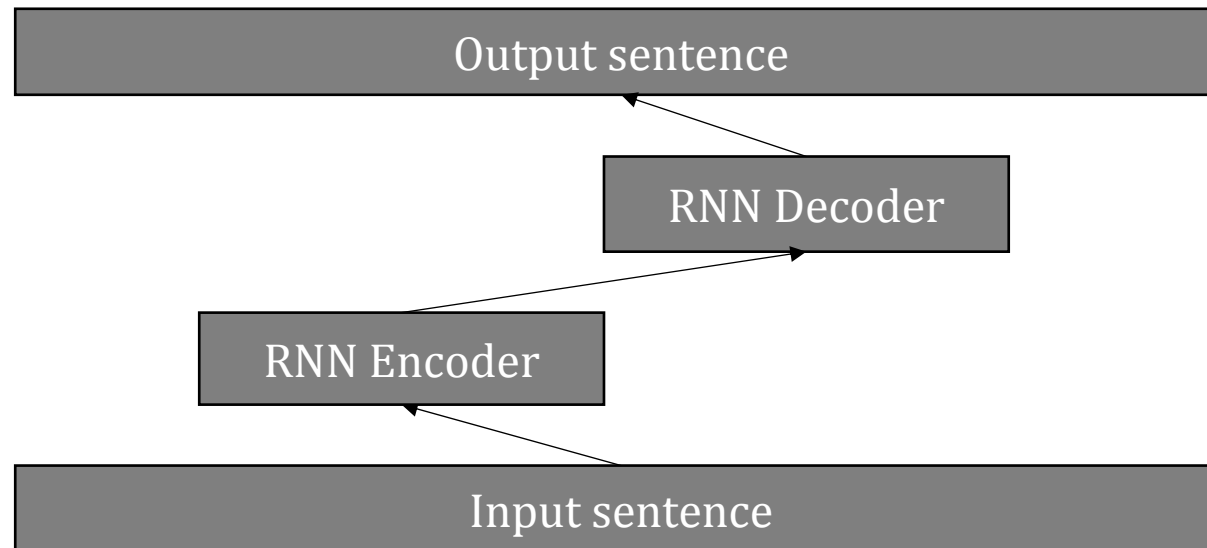 Output sentence
RNN Decoder
RNN Encoder
Input sentence